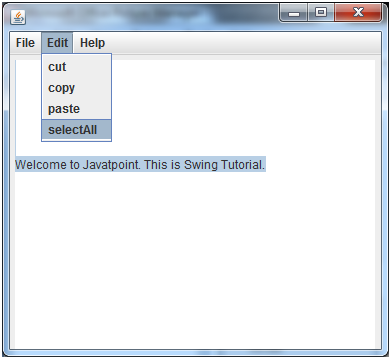 File Edit Help
cut
copy
paste
selectAll
Welcome to Javatpoint. This is Swing Tutorial.